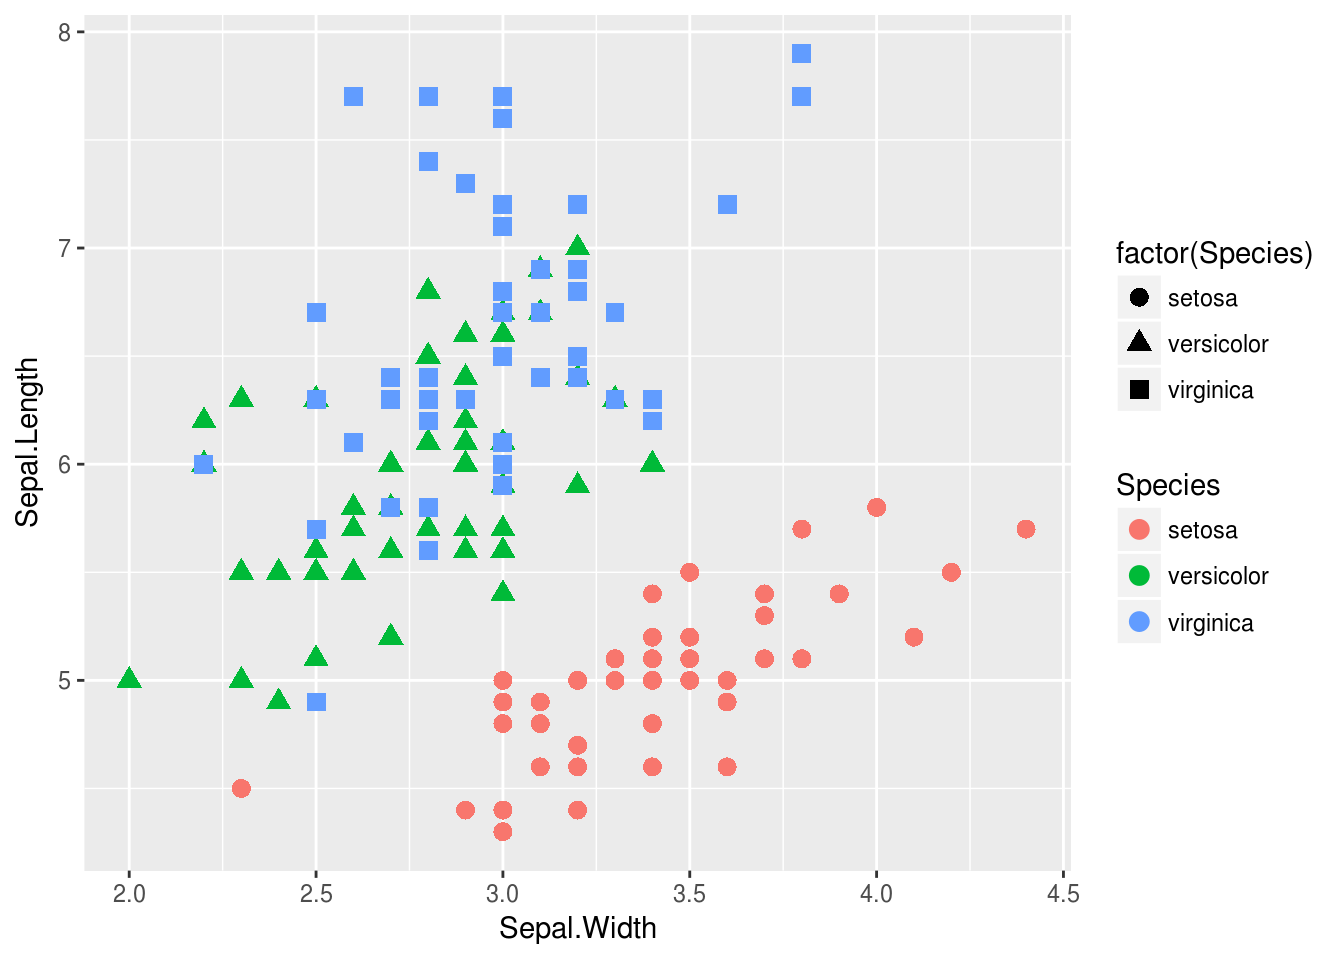 8
7
6
5
Sepal.Length
2.0 2.5 3.0 3.5 4.0 4.5
Sepal.Width
factor(Species)
setosa
versicolor
virginica
Species
setosa
versicolor
virginica